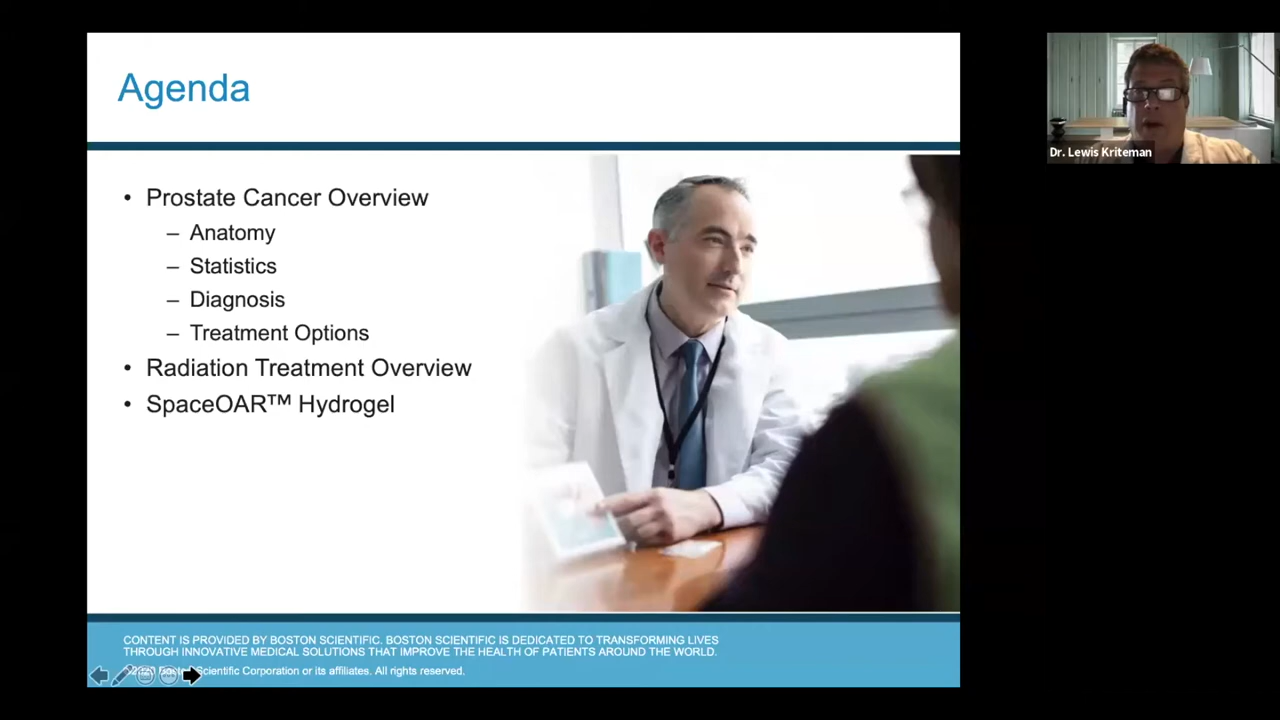 Agenda
Dr. Lewis Kriteman
• Prostate Cancer Overview
– Anatomy
– Statistics
– Diagnosis
– Treatment Options
• Radiation Treatment Overview
• SpaceOAR™ Hydrogel
CONTENT IS PROVIDED BY BOSTON SCIENTIFIC. BOSTON SCIENTIFIC IS DEDICATED TO TRANSFORMING LIVES
THROUGH INNOVATIVE MEDICAL SOLUTIONS THAT IMPROVE THE HEALTH OF PATIENTS AROUND THE WORLD.
Scientific Corporation or its affiliates. All rights reserved.